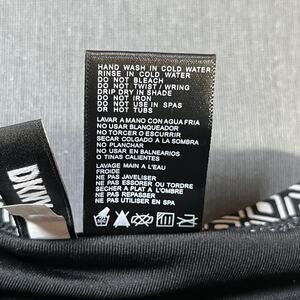 HAND WASH IN COLD WATER
RINSE IN COLD WATER
DO NOT BLEACH
DO NOT TWIST / WRING
DRIP DRY IN SHADE
DO NOT IRON
DO NOT USE IN SPAS
OR HOT TUBS
LAVAR A MANO CON AGUA FRIA
NO USAR BLANQUEADOR
NO TORCER O ESCURRIR
SECAR COLGADO A LA SOMBRA
NO PLANCHAR
NO USAR EN BALNEARIOS
O TINAS CALIENTES
LAVAGE MAIN A L'EAU
FROIDE
NE PAS JAVELISER
NE PAS ESSORER OU TORDRE
SECHER A PLAT A L'OMBRE
NE PAS REPASSER
NE PAS UTILISER DANS UN SPA
DKNY